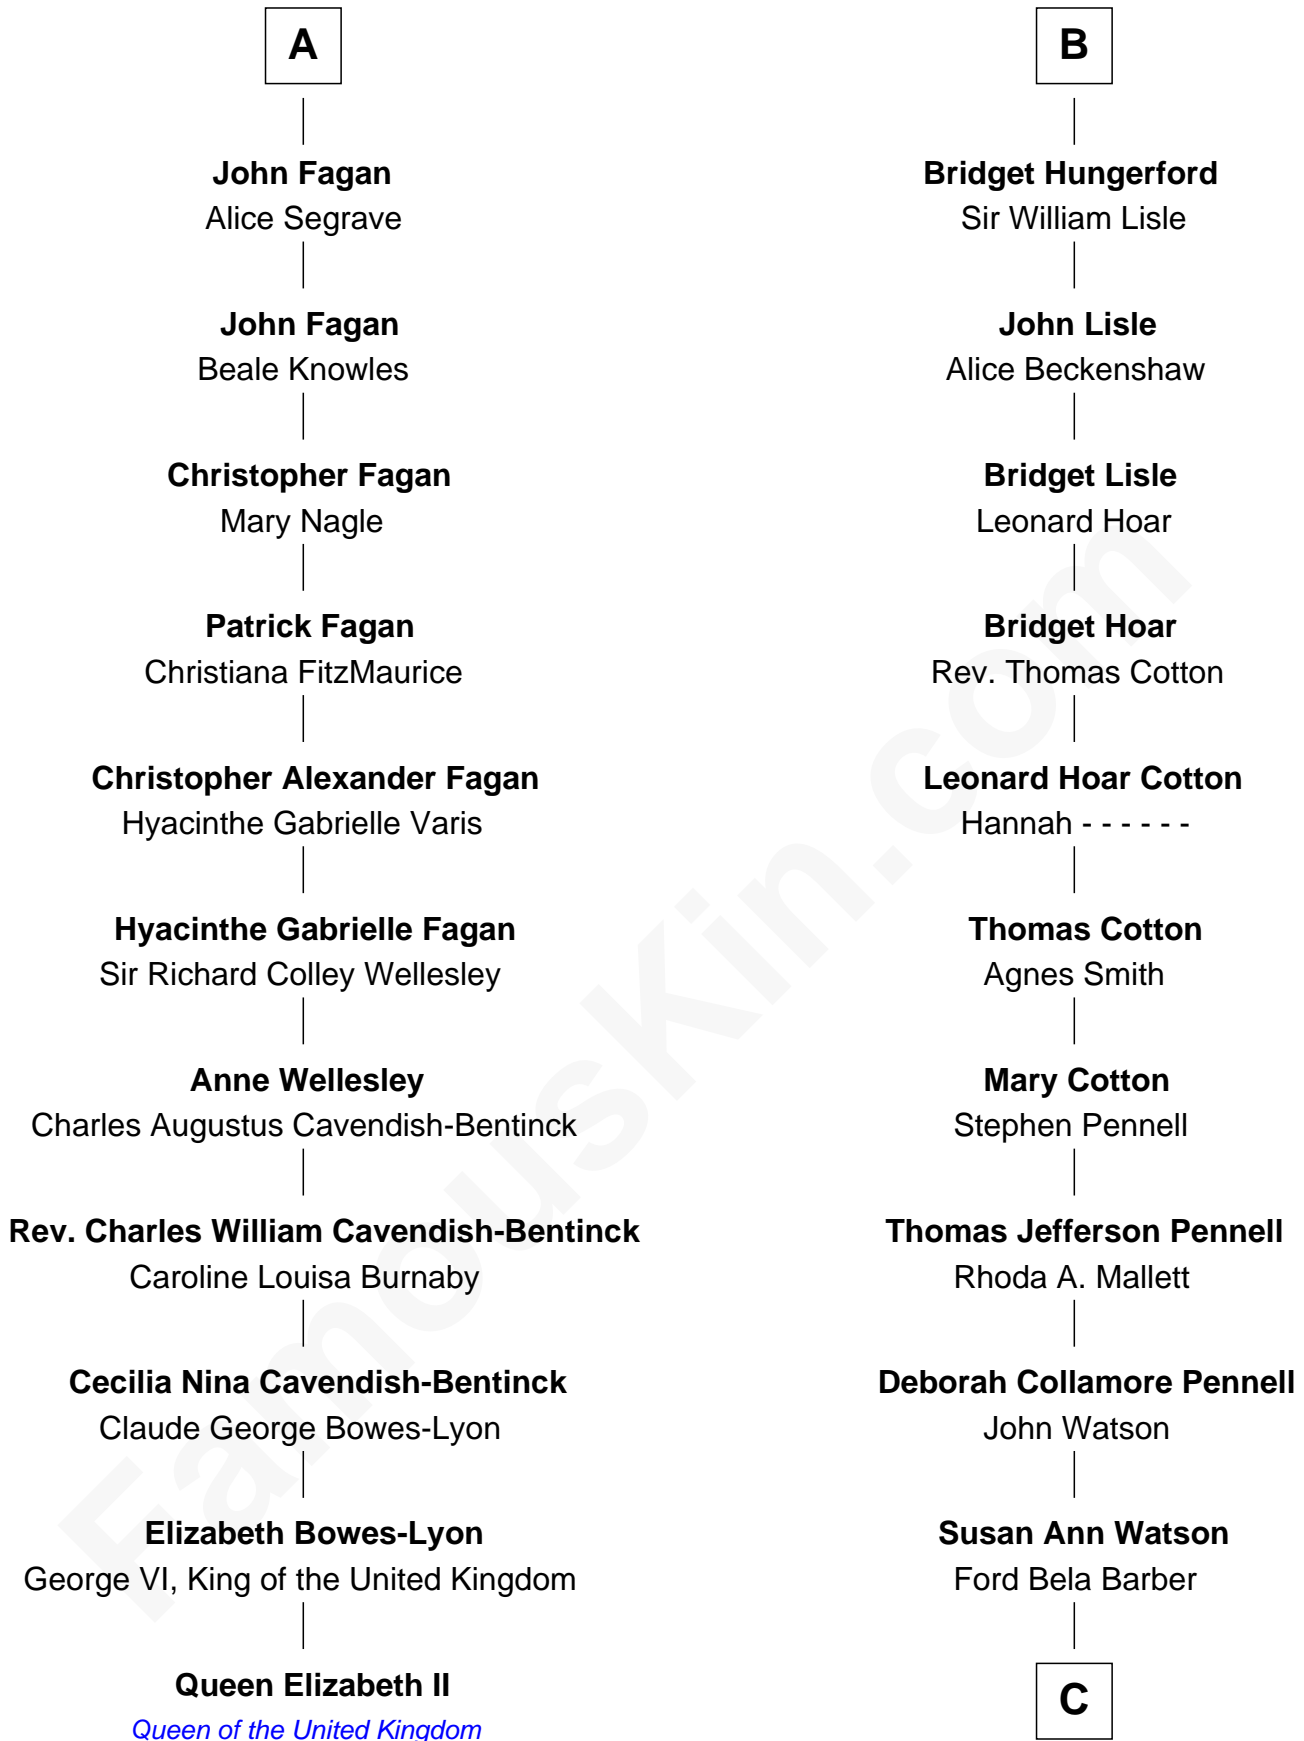 A
John Fagan
Alice Segrave
John Fagan
Beale Knowles
Christopher Fagan
Mary Nagle
Patrick Fagan
Christiana FitzMaurice
Christopher Alexander Fagan
Hyacinthe Gabrielle Varis
Hyacinthe Gabrielle Fagan
Sir Richard Colley Wellesley
Anne Wellesley
Charles Augustus Cavendish-Bentinck
Rev. Charles William Cavendish-Bentinck
Caroline Louisa Burnaby
Cecilia Nina Cavendish-Bentinck
Claude George Bowes-Lyon
Elizabeth Bowes-Lyon
George VI, King of the United Kingdom
Queen Elizabeth II
Queen of the United Kingdom
B
Bridget Hungerford
Sir William Lisle
John Lisle
Alice Beckenshaw
Bridget Lisle
Leonard Hoar
Bridget Hoar
Rev. Thomas Cotton
Leonard Hoar Cotton
Hannah - - - - - -
Thomas Cotton
Agnes Smith
Mary Cotton
Stephen Pennell
Thomas Jefferson Pennell
Rhoda A. Mallett
Deborah Collamore Pennell
John Watson
Susan Ann Watson
Ford Bela Barber
C
FamousKin.com